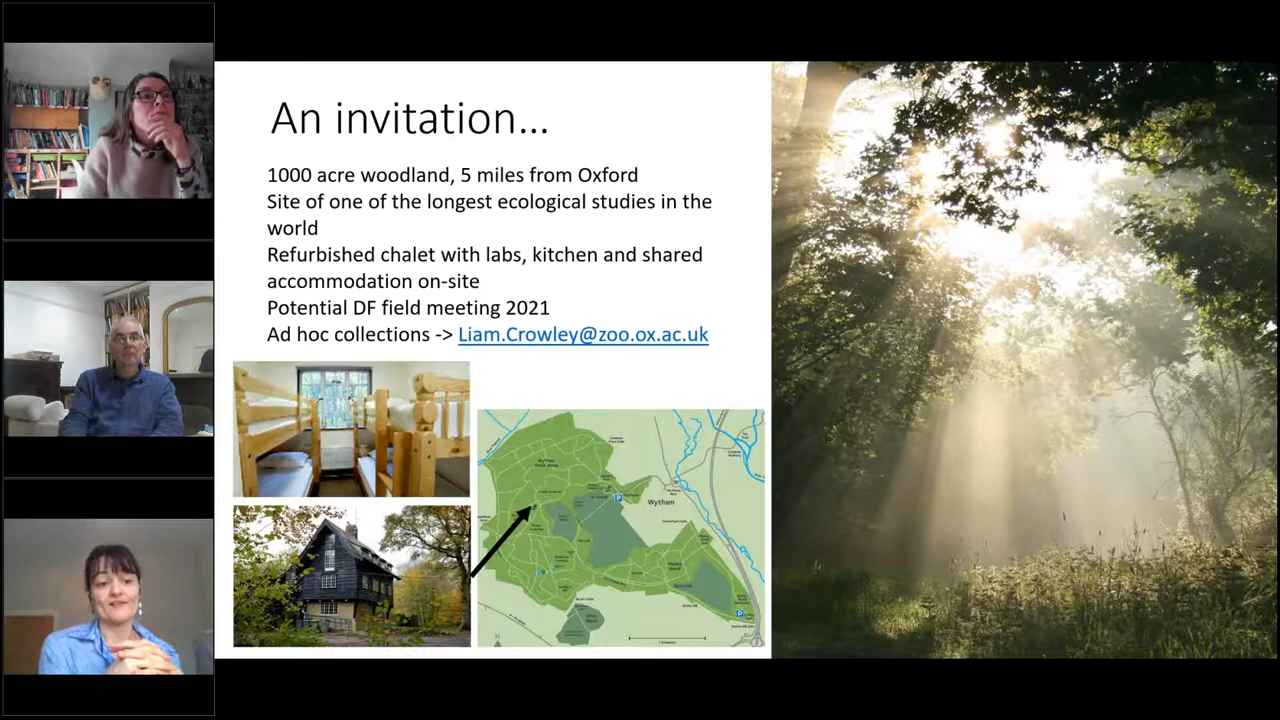 An invitation...
1000 acre woodland, 5 miles from Oxford
Site of one of the longest ecological studies in the
world
Refurbished chalet with labs, kitchen and shared
accommodation on-site
Potential DF field meeting 2021
Ad hoc collections -> Liam.Crowley@zoo.ox.ac.uk
Wytham
P
P